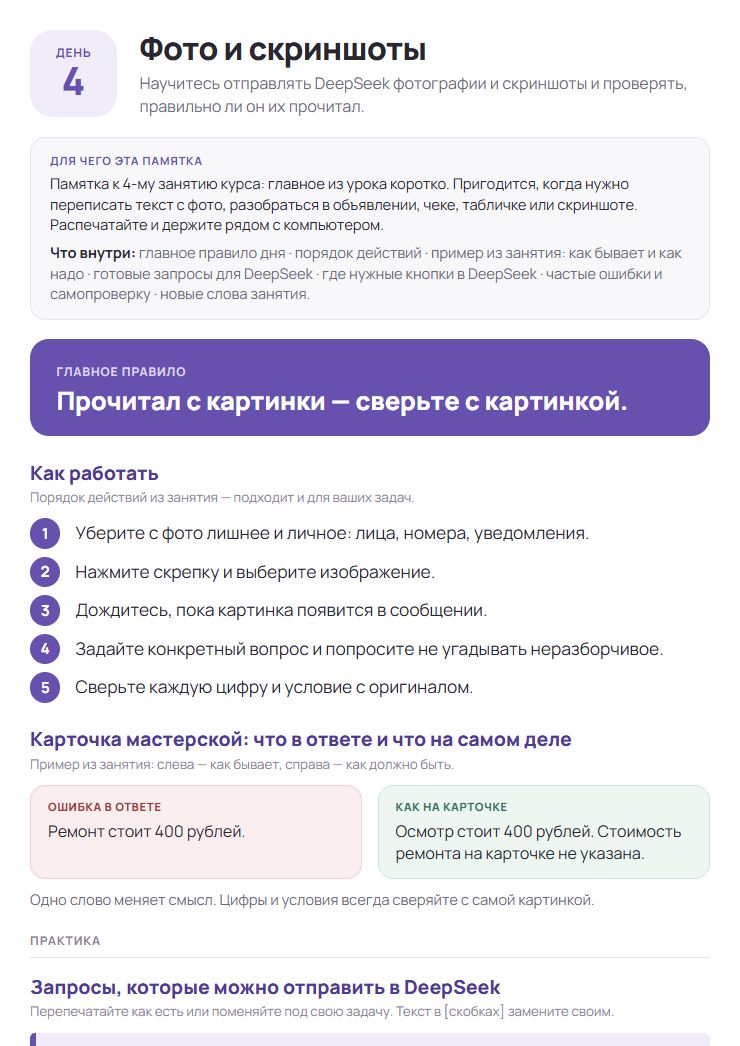 ДЕНЬ
4
Фото и скриншоты
Научитесь отправлять DeepSeek фотографии и скриншоты и проверять,
правильно ли он их прочитал.
ДЛЯ ЧЕГО ЭТА ПАМЯТКА
Памятка к 4-му занятию курса: главное из урока коротко. Пригодится, когда нужно
переписать текст с фото, разобраться в объявлении, чеке, табличке или скриншоте.
Распечатайте и держите рядом с компьютером.
Что внутри: главное правило дня · порядок действий · пример из занятия: как бывает и как
надо · готовые запросы для DeepSeek · где нужные кнопки в DeepSeek · частые ошибки и
самопроверку · новые слова занятия.
ГЛАВНОЕ ПРАВИЛО
Прочитал с картинки — сверьте с картинкой.
Как работать
Порядок действий из занятия — подходит и для ваших задач.
1 Уберите с фото лишнее и личное: лица, номера, уведомления.
2 Нажмите скрепку и выберите изображение.
3 Дождитесь, пока картинка появится в сообщении.
4 Задайте конкретный вопрос и попросите не угадывать неразборчивое.
5 Сверьте каждую цифру и условие с оригиналом.
Карточка мастерской: что в ответе и что на самом деле
Пример из занятия: слева — как бывает, справа — как должно быть.
ОШИБКА В ОТВЕТЕ
Ремонт стоит 400 рублей.
КАК НА КАРТОЧКЕ
Осмотр стоит 400 рублей. Стоимость
ремонта на карточке не указана.
Одно слово меняет смысл. Цифры и условия всегда сверяйте с самой картинкой.
ПРАКТИКА
Запросы, которые можно отправить в DeepSeek
Перепечатайте как есть или поменяйте под свою задачу. Текст в [скобках] замените своим.